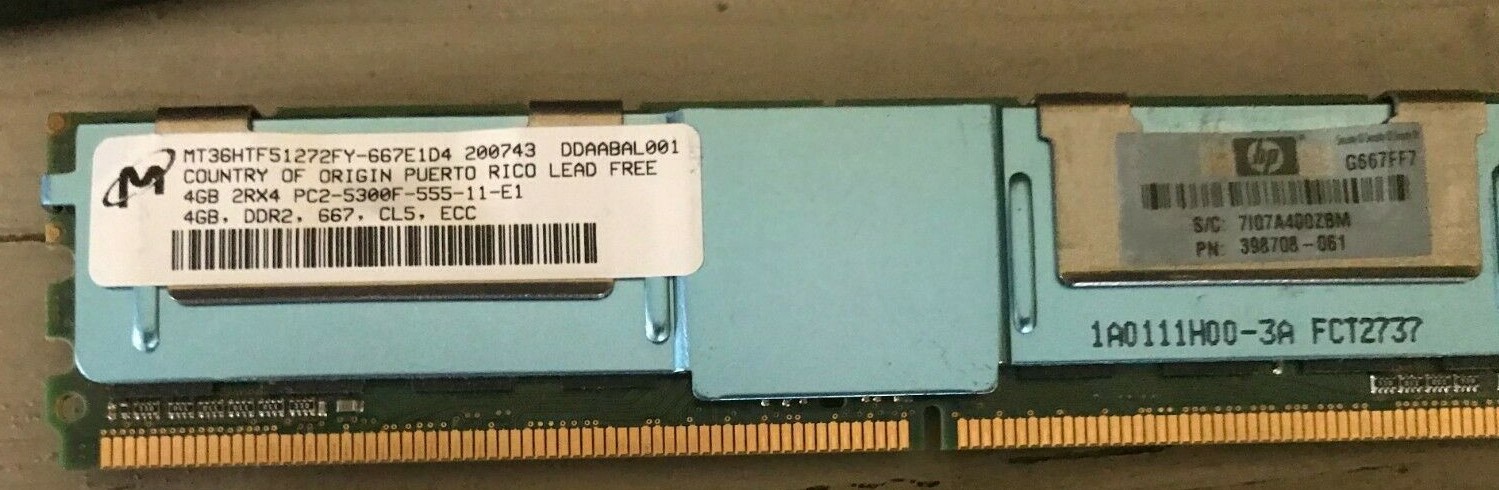 MT36HTF51272FY-667E1D4 200743 DDAABAL001
COUNTRY OF ORIGIN PUERTO RICO LEAD FREE
4GB 2RX4 PC2-5300F-555-11-E1
4GB, DDR2, 667, CL5, ECC
hp
G667FF7
S/C: 7I07A400ZBM
PN: 398708-061
1A0111H00-3A FCT2737